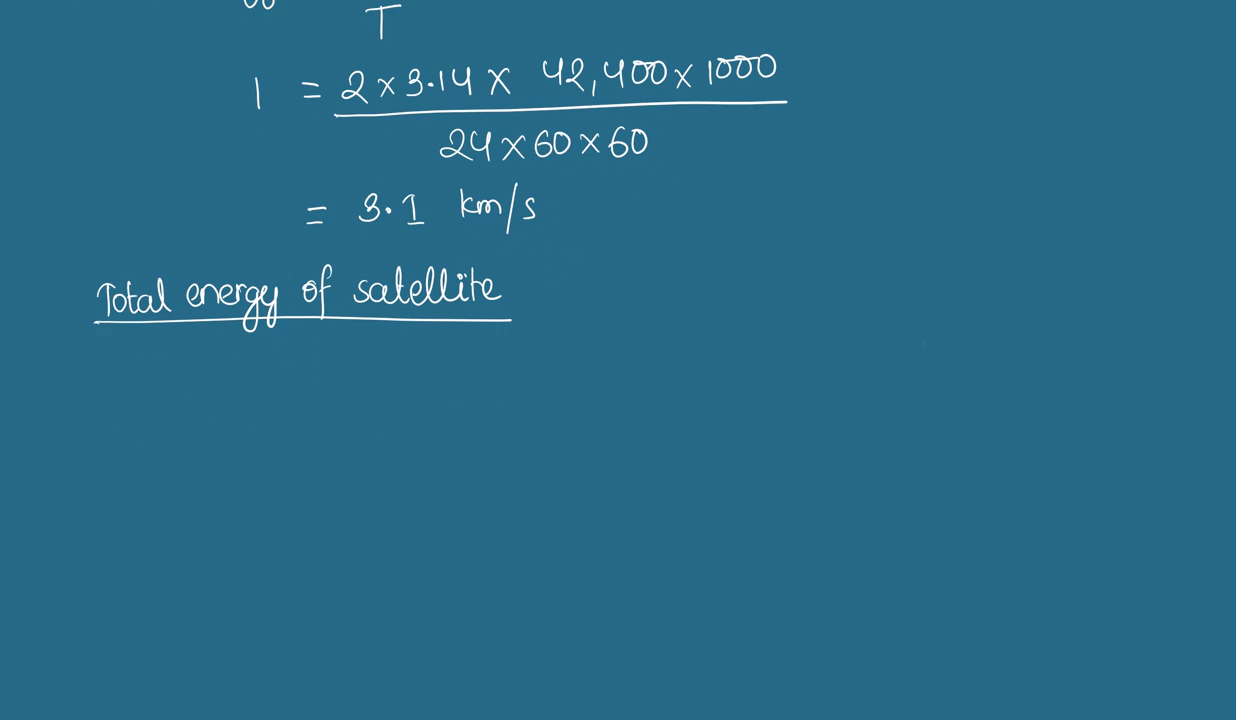 T
1 = 2 × 3.14 × 42,400 × 1000
24 × 60 × 60
= 3.1 km/s
Total energy of satellite